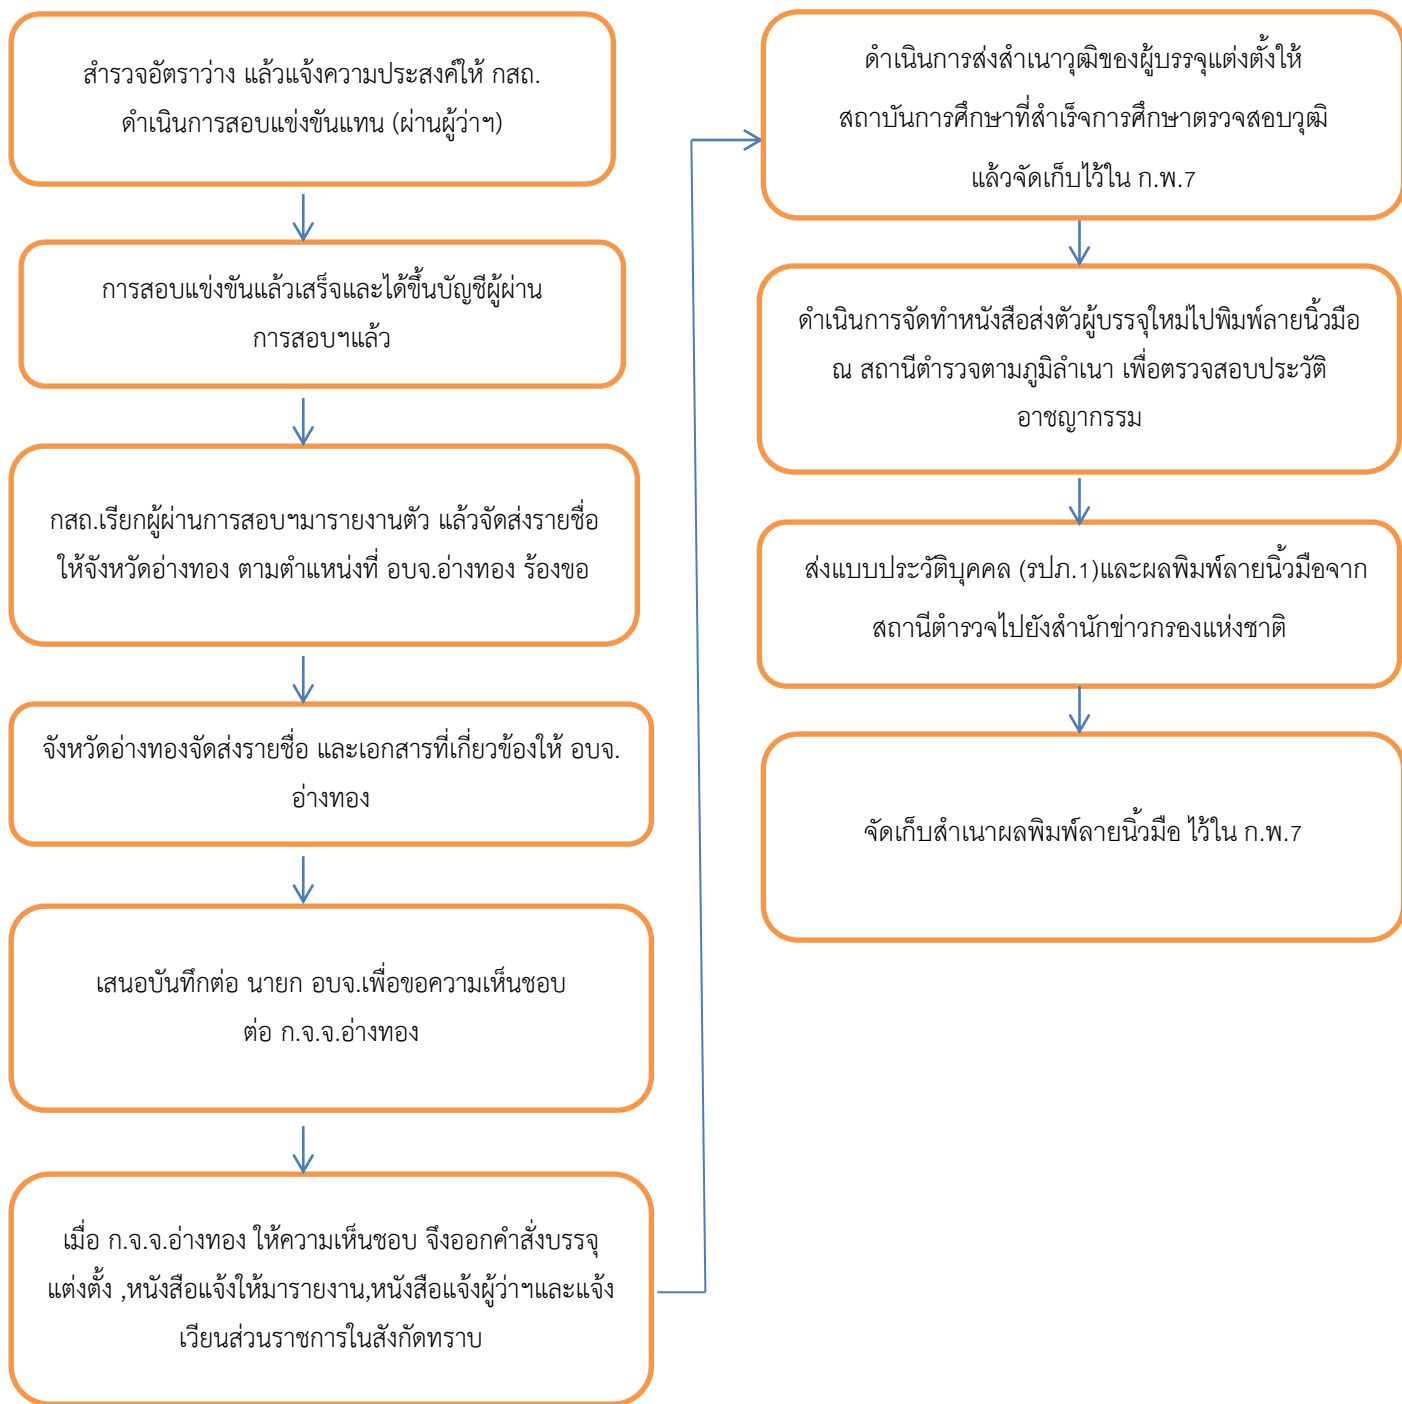 สำรวจอัตราว่าง แล้วแจ้งความประสงค์ให้ กสถ.
ดำเนินการสอบแข่งขันแทน (ผ่านผู้ว่าฯ)
การสอบแข่งขันแล้วเสร็จและได้ขึ้นบัญชีผู้ผ่าน
การสอบฯแล้ว
กสถ.เรียกผู้ผ่านการสอบฯมารายงานตัว แล้วจัดส่งรายชื่อ
ให้จังหวัดอ่างทอง ตามตำแหน่งที่ อบจ.อ่างทอง ร้องขอ
จังหวัดอ่างทองจัดส่งรายชื่อ และเอกสารที่เกี่ยวข้องให้ อบจ.
อ่างทอง
เสนอบันทึกต่อ นายก อบจ.เพื่อขอความเห็นชอบ
ต่อ ก.จ.จ.อ่างทอง
เมื่อ ก.จ.จ.อ่างทอง ให้ความเห็นชอบ จึงออกคำสั่งบรรจุ
แต่งตั้ง ,หนังสือแจ้งให้มารายงาน,หนังสือแจ้งผู้ว่าฯและแจ้ง
เวียนส่วนราชการในสังกัดทราบ
ดำเนินการส่งสำเนาวุฒิของผู้บรรจุแต่งตั้งให้
สถาบันการศึกษาที่สำเร็จการศึกษาตรวจสอบวุฒิ
แล้วจัดเก็บไว้ใน ก.พ.7
ดำเนินการจัดทำหนังสือส่งตัวผู้บรรจุใหม่ไปพิมพ์ลายนิ้วมือ
ณ สถานีตำรวจตามภูมิลำเนา เพื่อตรวจสอบประวัติ
อาชญากรรม
ส่งแบบประวัติบุคคล (รปภ.1)และผลพิมพ์ลายนิ้วมือจาก
สถานีตำรวจไปยังสำนักข่าวกรองแห่งชาติ
จัดเก็บสำเนาผลพิมพ์ลายนิ้วมือ ไว้ใน ก.พ.7